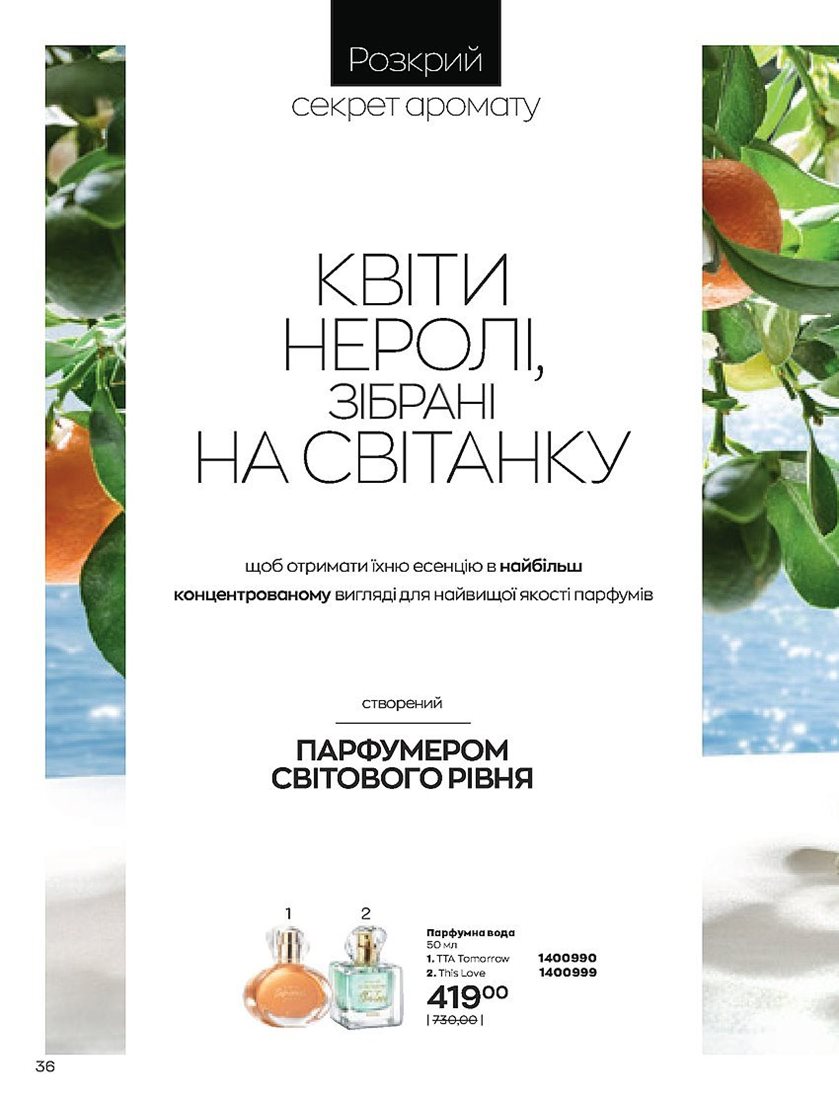 Розкрий
секрет аромату
КВІТИ
НЕРОЛІ,
ЗІБРАНІ
НА СВІТАНКУ
щоб отримати їхню есенцію в найбільш
концентрованому вигляді для найвищої якості парфумів
створений
ПАРФУМЕРОМ
СВІТОВОГО РІВНЯ
1 2
Парфумна вода
50 мл
1. TTA Tomorrow 1400990
2. This Love 1400999
419⁰⁰
| 730,00 |
36